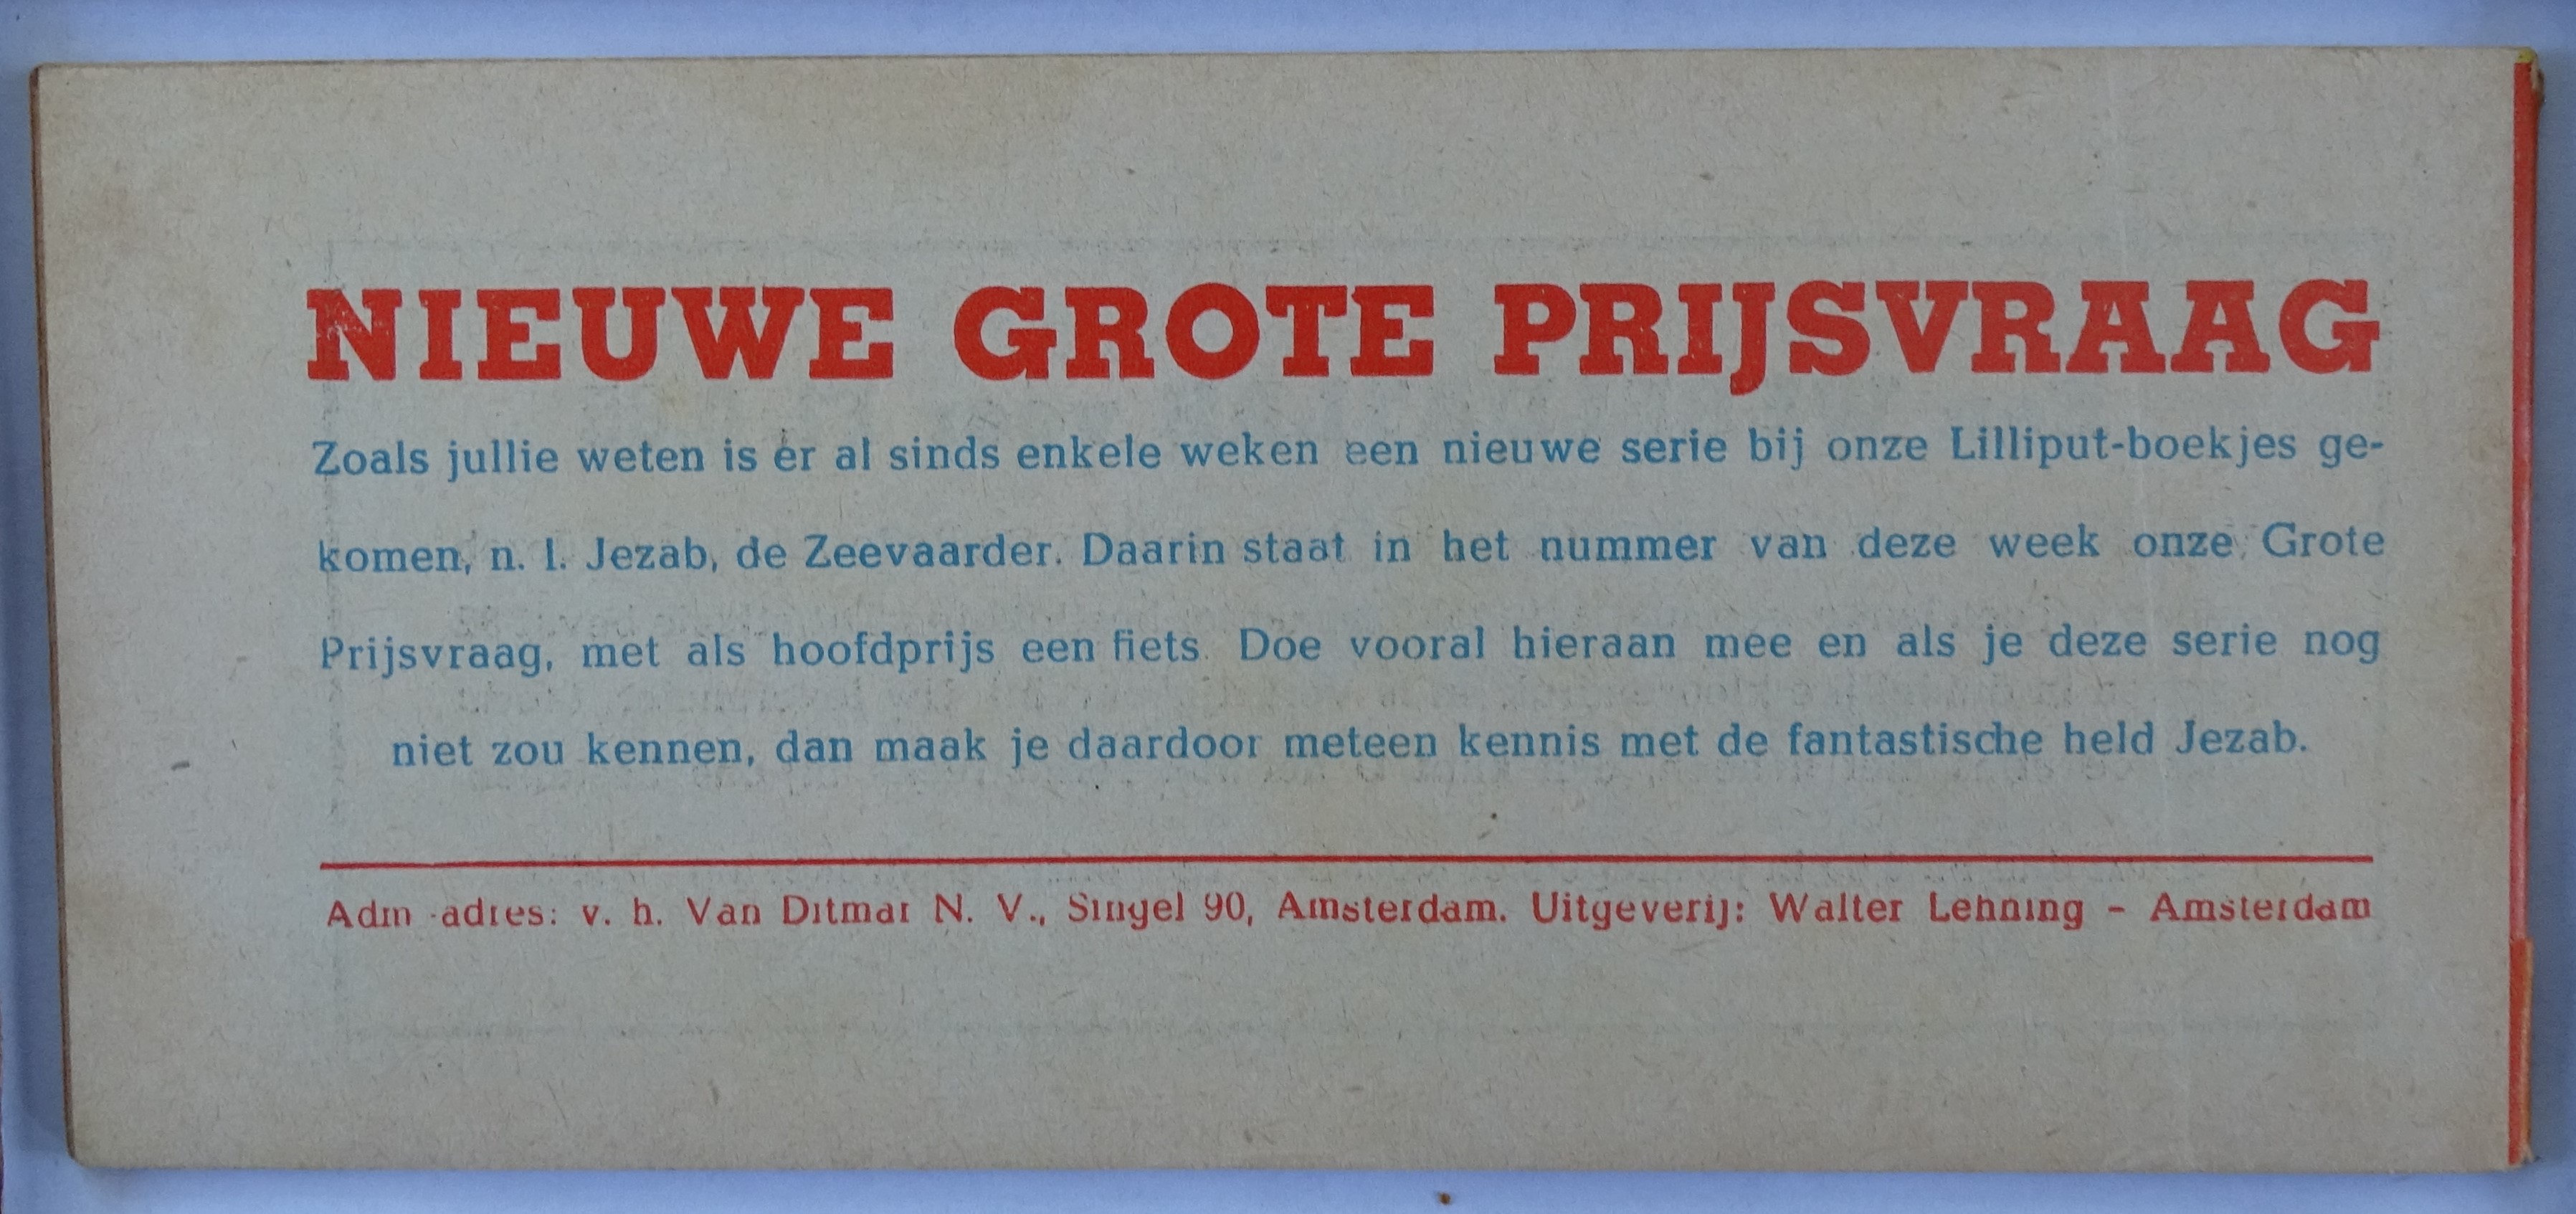 NIEUWE GROTE PRIJSVRAAG
Zoals jullie weten is er al sinds enkele weken een nieuwe serie bij onze Lilliput-boekjes ge-
komen, n. l. Jezab, de Zeevaarder. Daarin staat in het nummer van deze week onze Grote
Prijsvraag, met als hoofdprijs een fiets. Doe vooral hieraan mee en als je deze serie nog
niet zou kennen, dan maak je daardoor meteen kennis met de fantastische held Jezab.
Adm-adres: v. h. Van Ditmar N. V., Singel 90, Amsterdam. Uitgeverij: Walter Lehning - Amsterdam